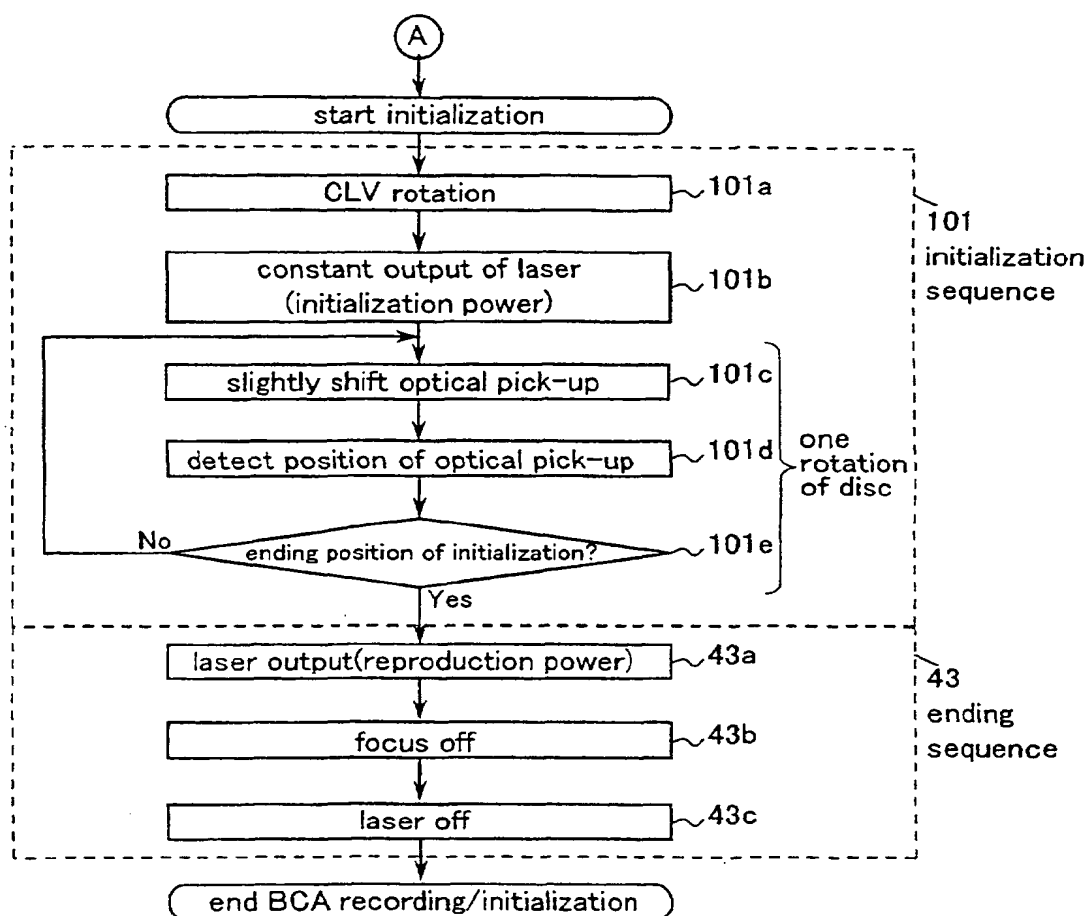 A
start initialization
CLV rotation
101a
constant output of laser
(initialization power)
101b
101
initialization
sequence
slightly shift optical pick-up
101c
detect position of optical pick-up
101d
one
rotation
of disc
No
ending position of initialization?
101e
Yes
laser output(reproduction power)
43a
43
ending
sequence
focus off
43b
laser off
43c
end BCA recording/initialization